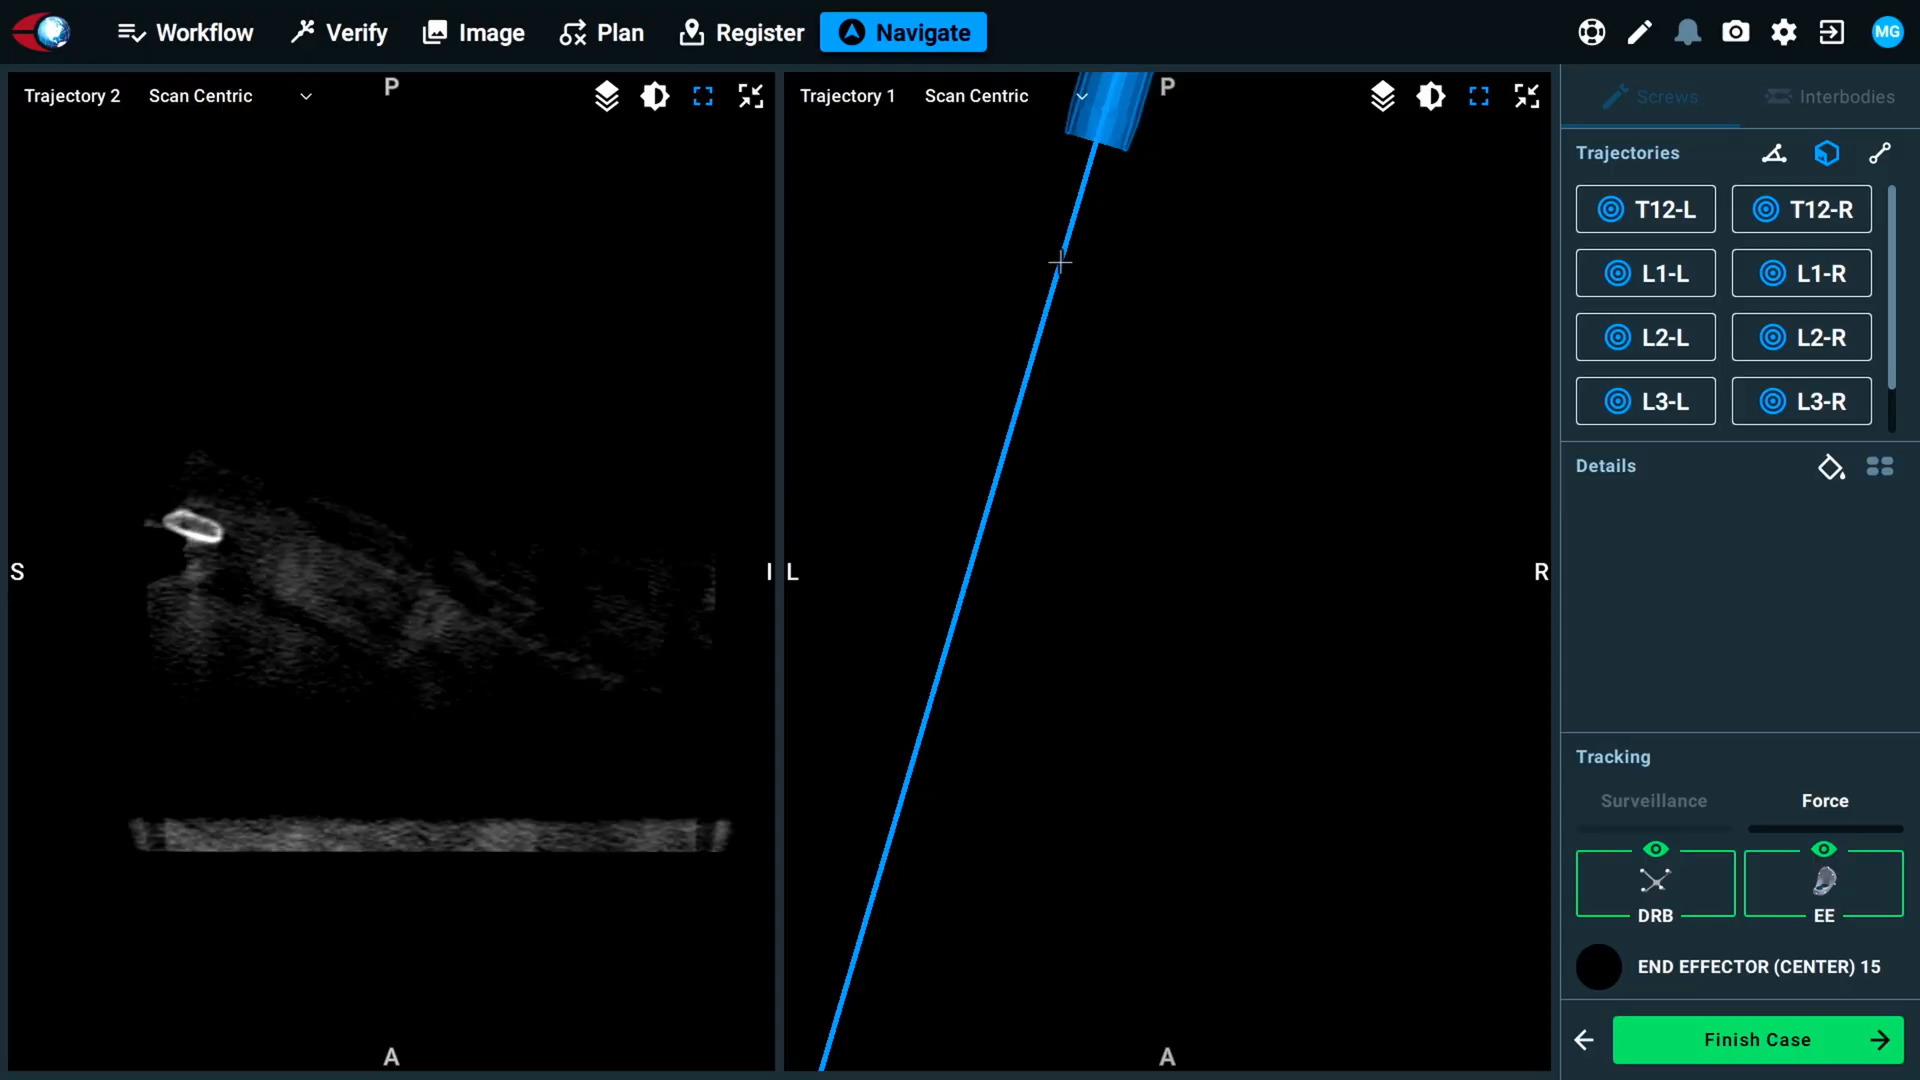 Workflow Verify Image Plan Register Navigate MG
Trajectory 2 Scan Centric P
S I
A
Trajectory 1 Scan Centric P
L R
A
Screws Interbodies
Trajectories
T12-L T12-R
L1-L L1-R
L2-L L2-R
L3-L L3-R
Details
Tracking
Surveillance Force
DRB EE
END EFFECTOR (CENTER) 15
Finish Case